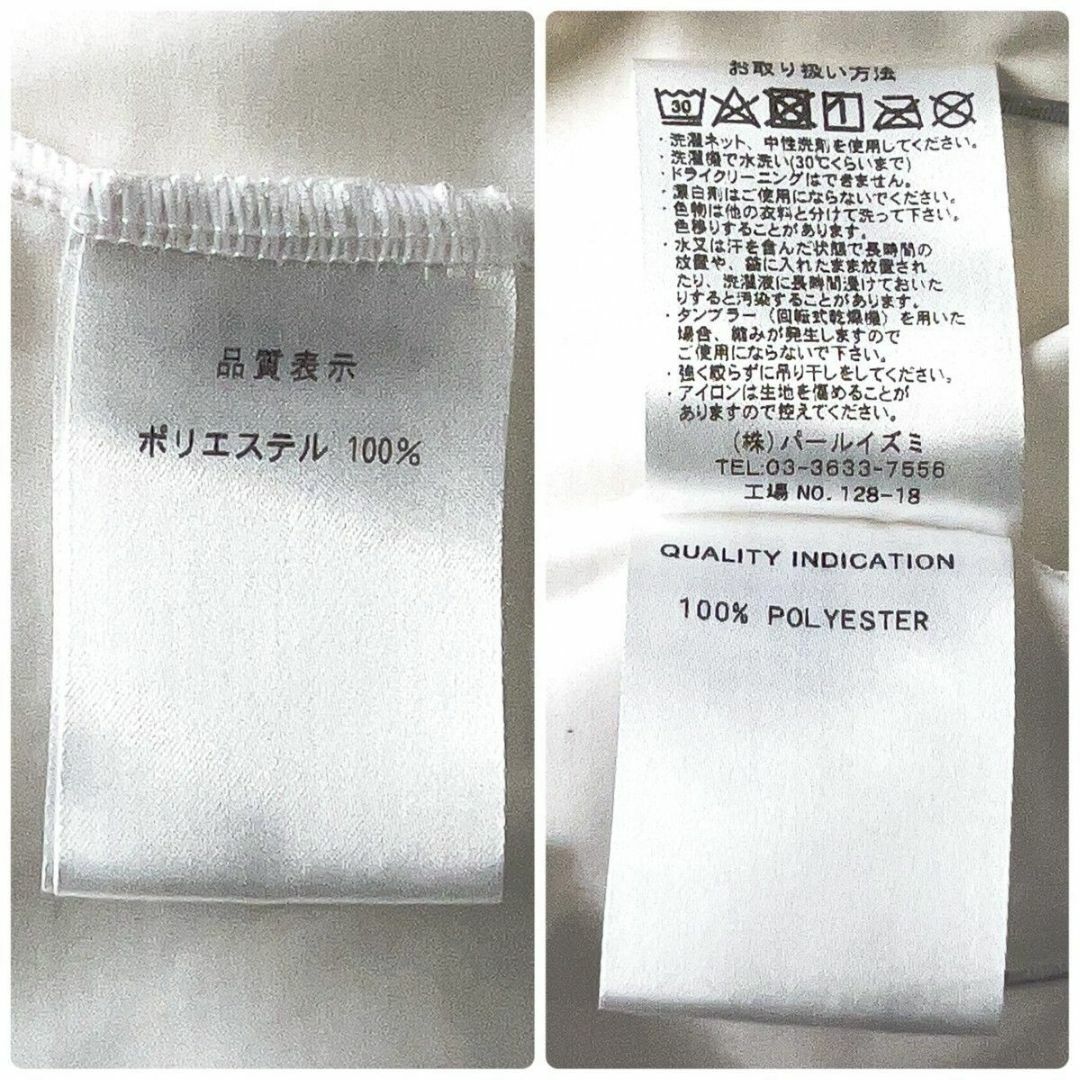 品質表示
ポリエステル 100%
お取り扱い方法
30
・洗濯ネット、中性洗剤を使用してください。
・洗濯機で水洗い(30℃くらいまで)
・ドライクリーニングはできません。
・漂白剤はご使用にならないでください。
・色物は他の衣料と分けて洗って下さい。
色移りすることがあります。
・水又は汗を含んだ状態で長時間の
放置や、袋に入れたまま放置され
たり、洗濯液に長時間浸けておいた
りすると汚染することがあります。
・タンブラー(回転式乾燥機)を用いた
場合、縮みが発生しますので
ご使用にならないで下さい。
・強く絞らずに吊り干しをしてください。
・アイロンは生地を傷めることが
ありますので控えてください。
(株)パールイズミ
TEL:03-3633-7556
工場 NO. 128-18
QUALITY INDICATION
100% POLYESTER